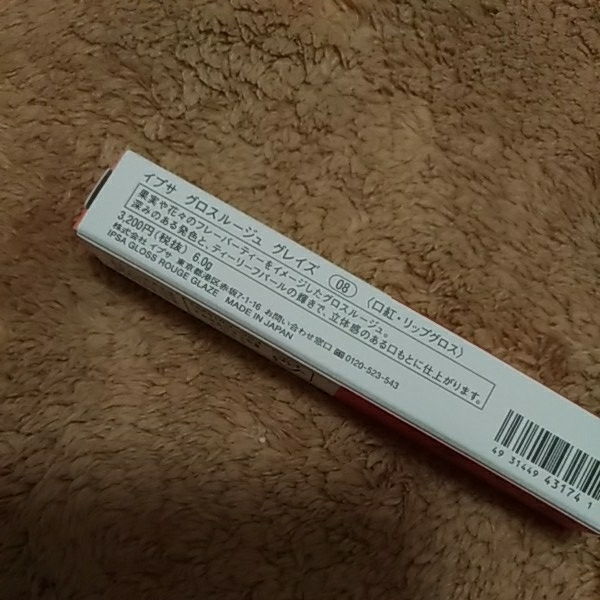 イプサ グロスルージュ グレイズ 08 (口紅・リップグロス)
果実や花々のフレーバーティーをイメージしたグロスルージュ。
深みのある発色と、ティーリーフパールの輝きで、立体感のある口もとに仕上がります。
3,200円(税抜) 6.0g
株式会社 イプサ 東京都港区赤坂7-1-16 お問い合わせ窓口 0120-523-543
IPSA GLOSS ROUGE GLAZE MADE IN JAPAN
4 931449 43174 1